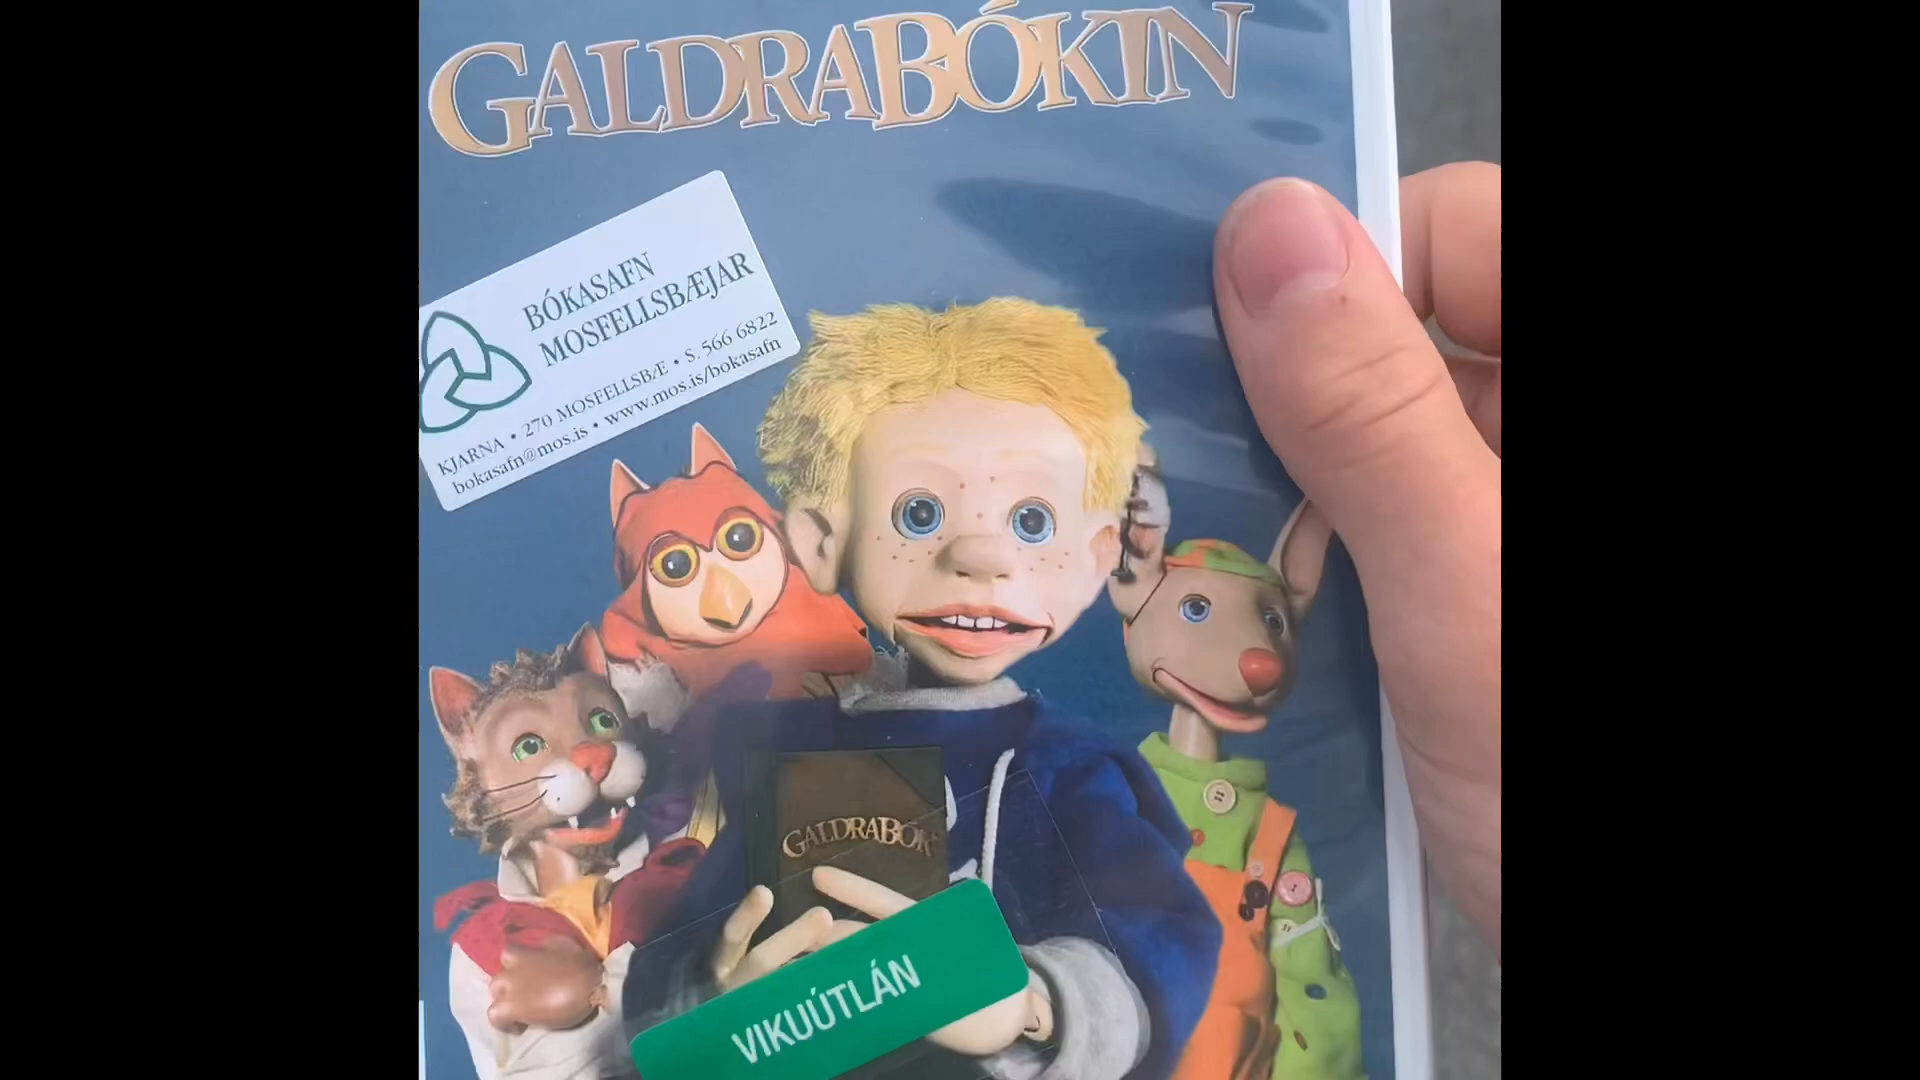 GALDRABÓKIN
BÓKASAFN
MOSFELLSBÆJAR
KJARNA • 270 MOSFELLSBÆ • S. 566 6822
bokasafn@mos.is • www.mos.is/bokasafn
GALDRABÓK
VIKUÚTLÁN